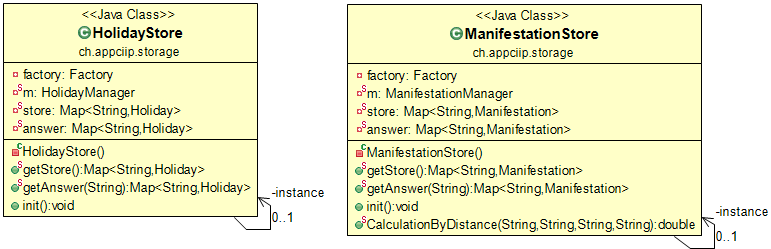 <<Java Class>>
HolidayStore
ch.appciip.storage
factory: Factory
m: HolidayManager
store: Map<String,Holiday>
answer: Map<String,Holiday>
HolidayStore()
getStore():Map<String,Holiday>
getAnswer(String):Map<String,Holiday>
init():void
-instance
0..1
<<Java Class>>
ManifestationStore
ch.appciip.storage
factory: Factory
m: ManifestationManager
store: Map<String,Manifestation>
answer: Map<String,Manifestation>
ManifestationStore()
getStore():Map<String,Manifestation>
getAnswer(String):Map<String,Manifestation>
init():void
CalculationByDistance(String,String,String,String):double
-instance
0..1